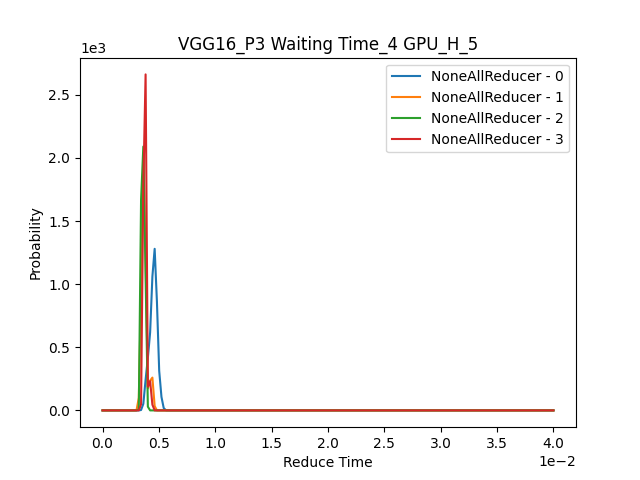 VGG16_P3 Waiting Time_4 GPU_H_5
1e3
NoneAllReducer - 0
NoneAllReducer - 1
NoneAllReducer - 2
NoneAllReducer - 3
2.5
2.0
1.5
1.0
0.5
0.0
Probability
0.0 0.5 1.0 1.5 2.0 2.5 3.0 3.5 4.0
Reduce Time
1e−2